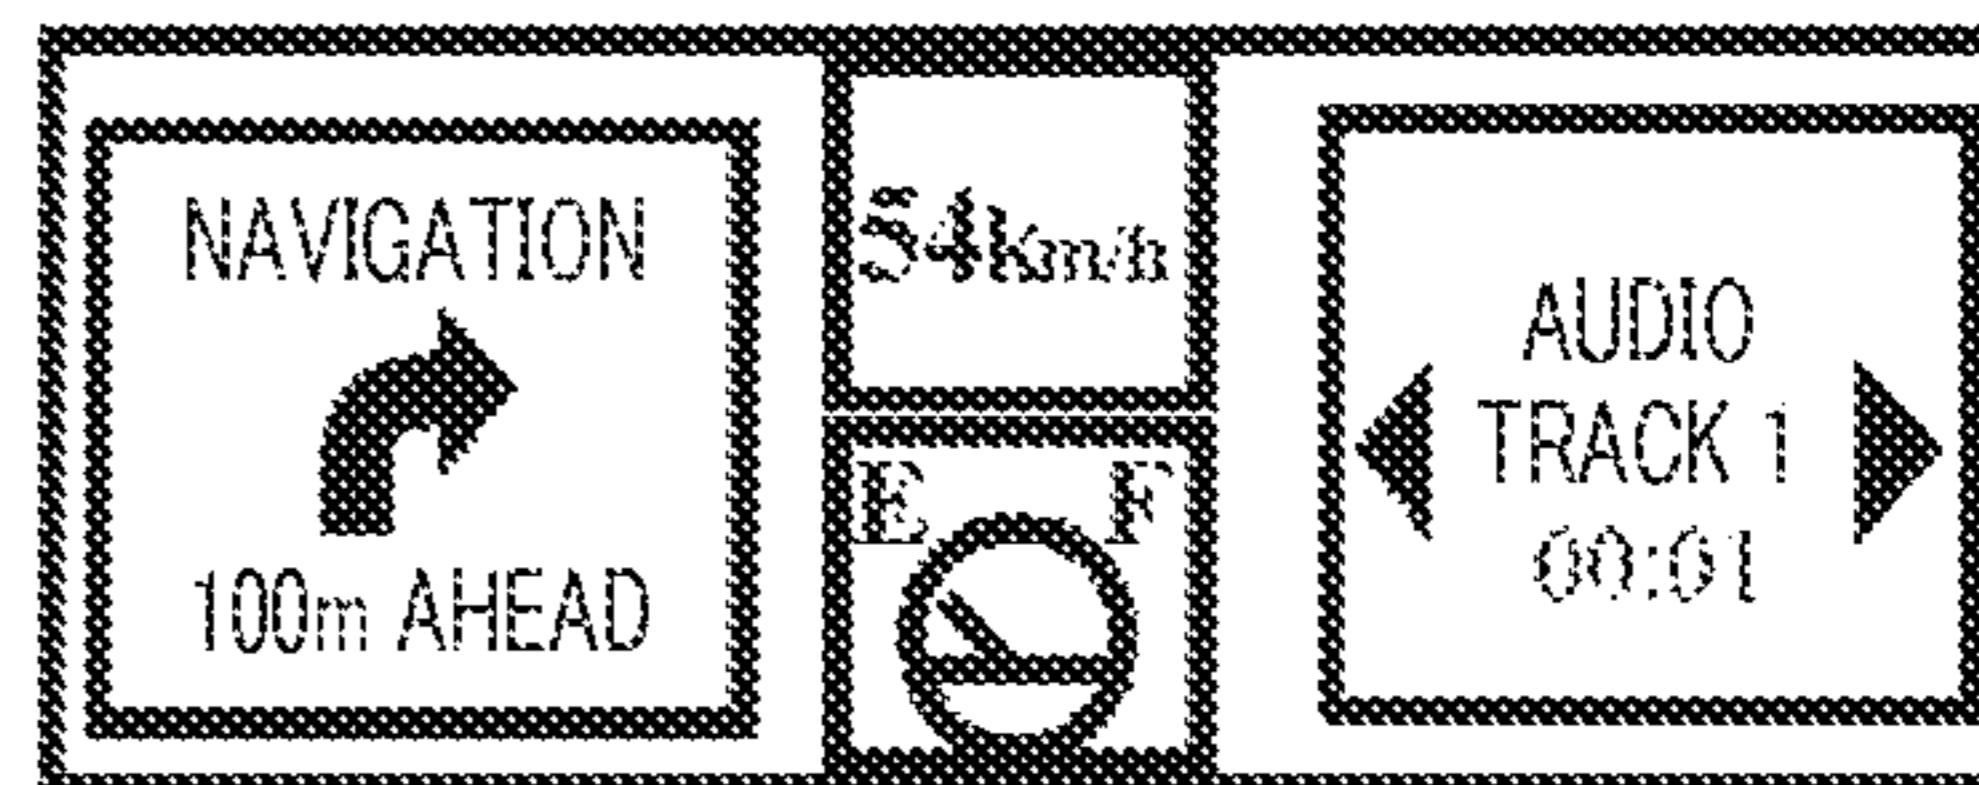 NAVIGATION
100m AHEAD
54km/h
E F
AUDIO
TRACK 1
00:01